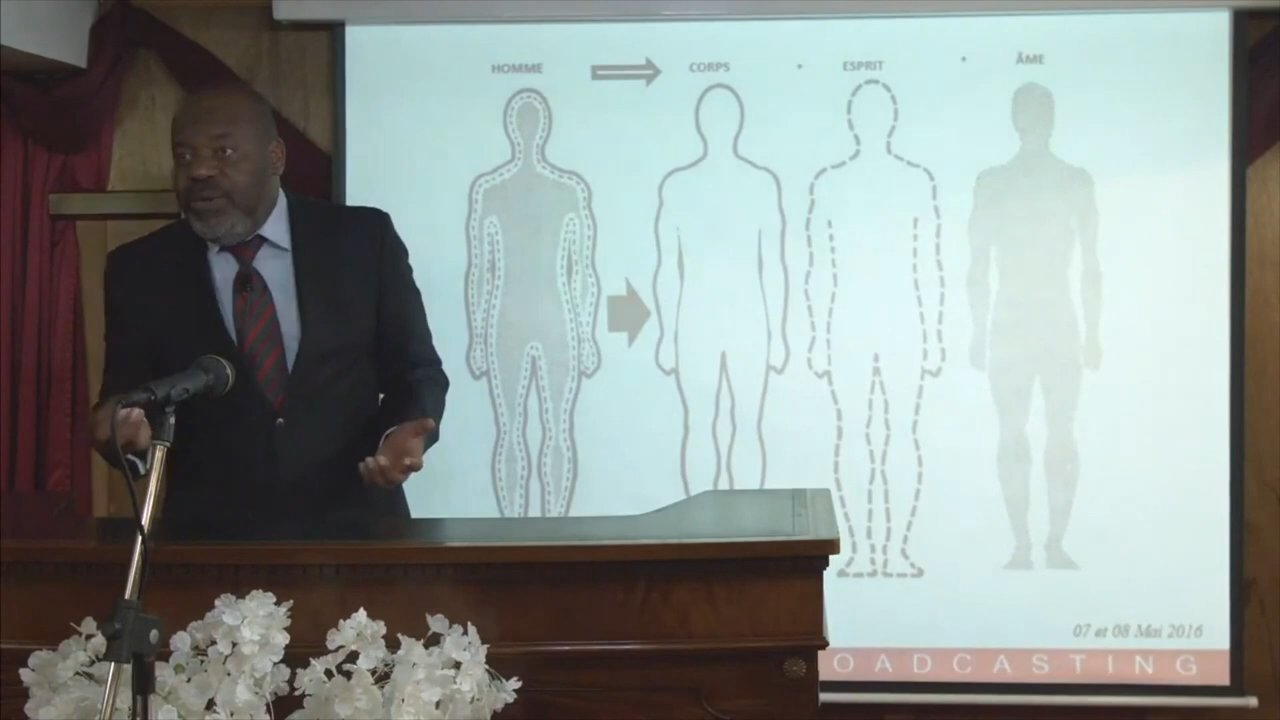 HOMME CORPS • ESPRIT • ÂME
07 et 08 Mai 2016
OADCASTING